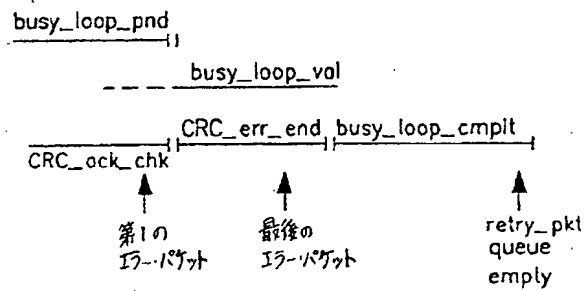 busy_loop_pnd
busy_loop_val
CRC_err_end
busy_loop_cmplt
CRC_ack_chk
第1の
エラー・パケット
最後の
エラー・パケット
retry_pkt
queue
empty